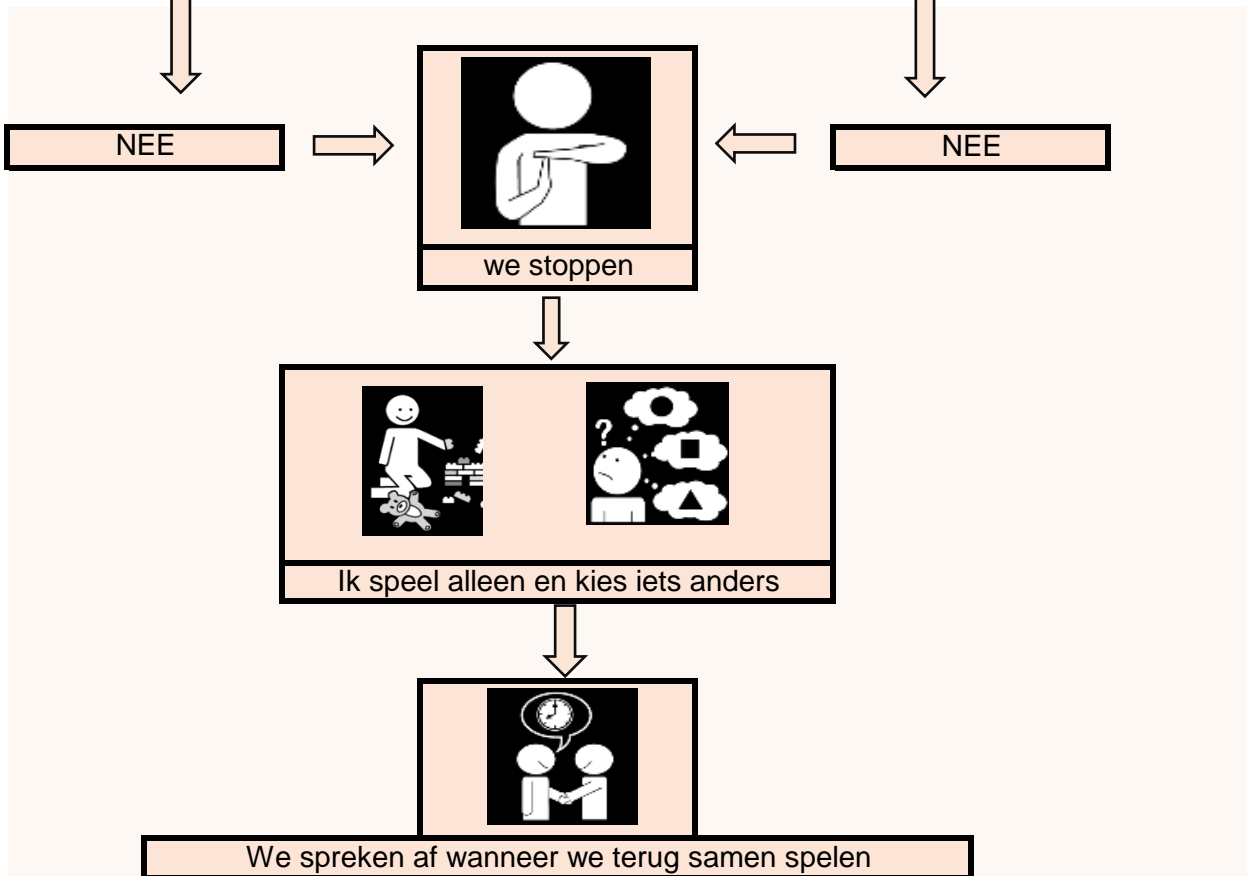 NEE
NEE
we stoppen
?
Ik speel alleen en kies iets anders
We spreken af wanneer we terug samen spelen